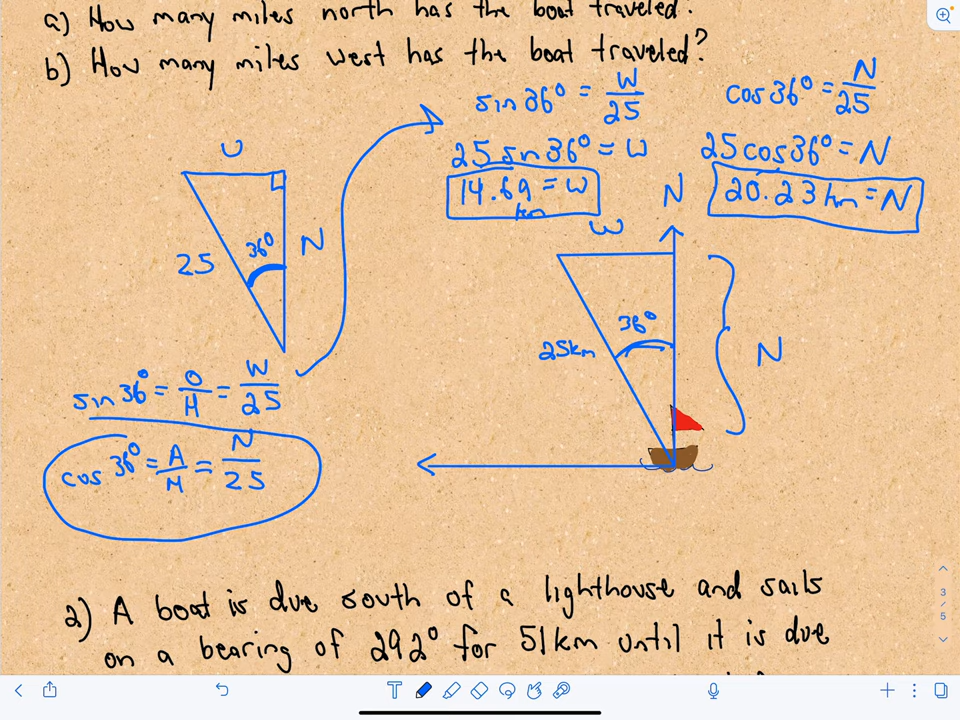 a) How many miles north has the boat traveled?
b) How many miles west has the boat traveled?
sin 36° = W/25
cos 36° = N/25
25 sin 36° = W
25 cos 36° = N
14.69 = W
km
20.23 km = N
N
W
36°
25km
N
36°
25
N
sin 36° = O/H = W/25
cos 36° = A/H = N/25
2) A boat is due south of a lighthouse and sails
on a bearing of 292° for 51km until it is due
3
/
5
T